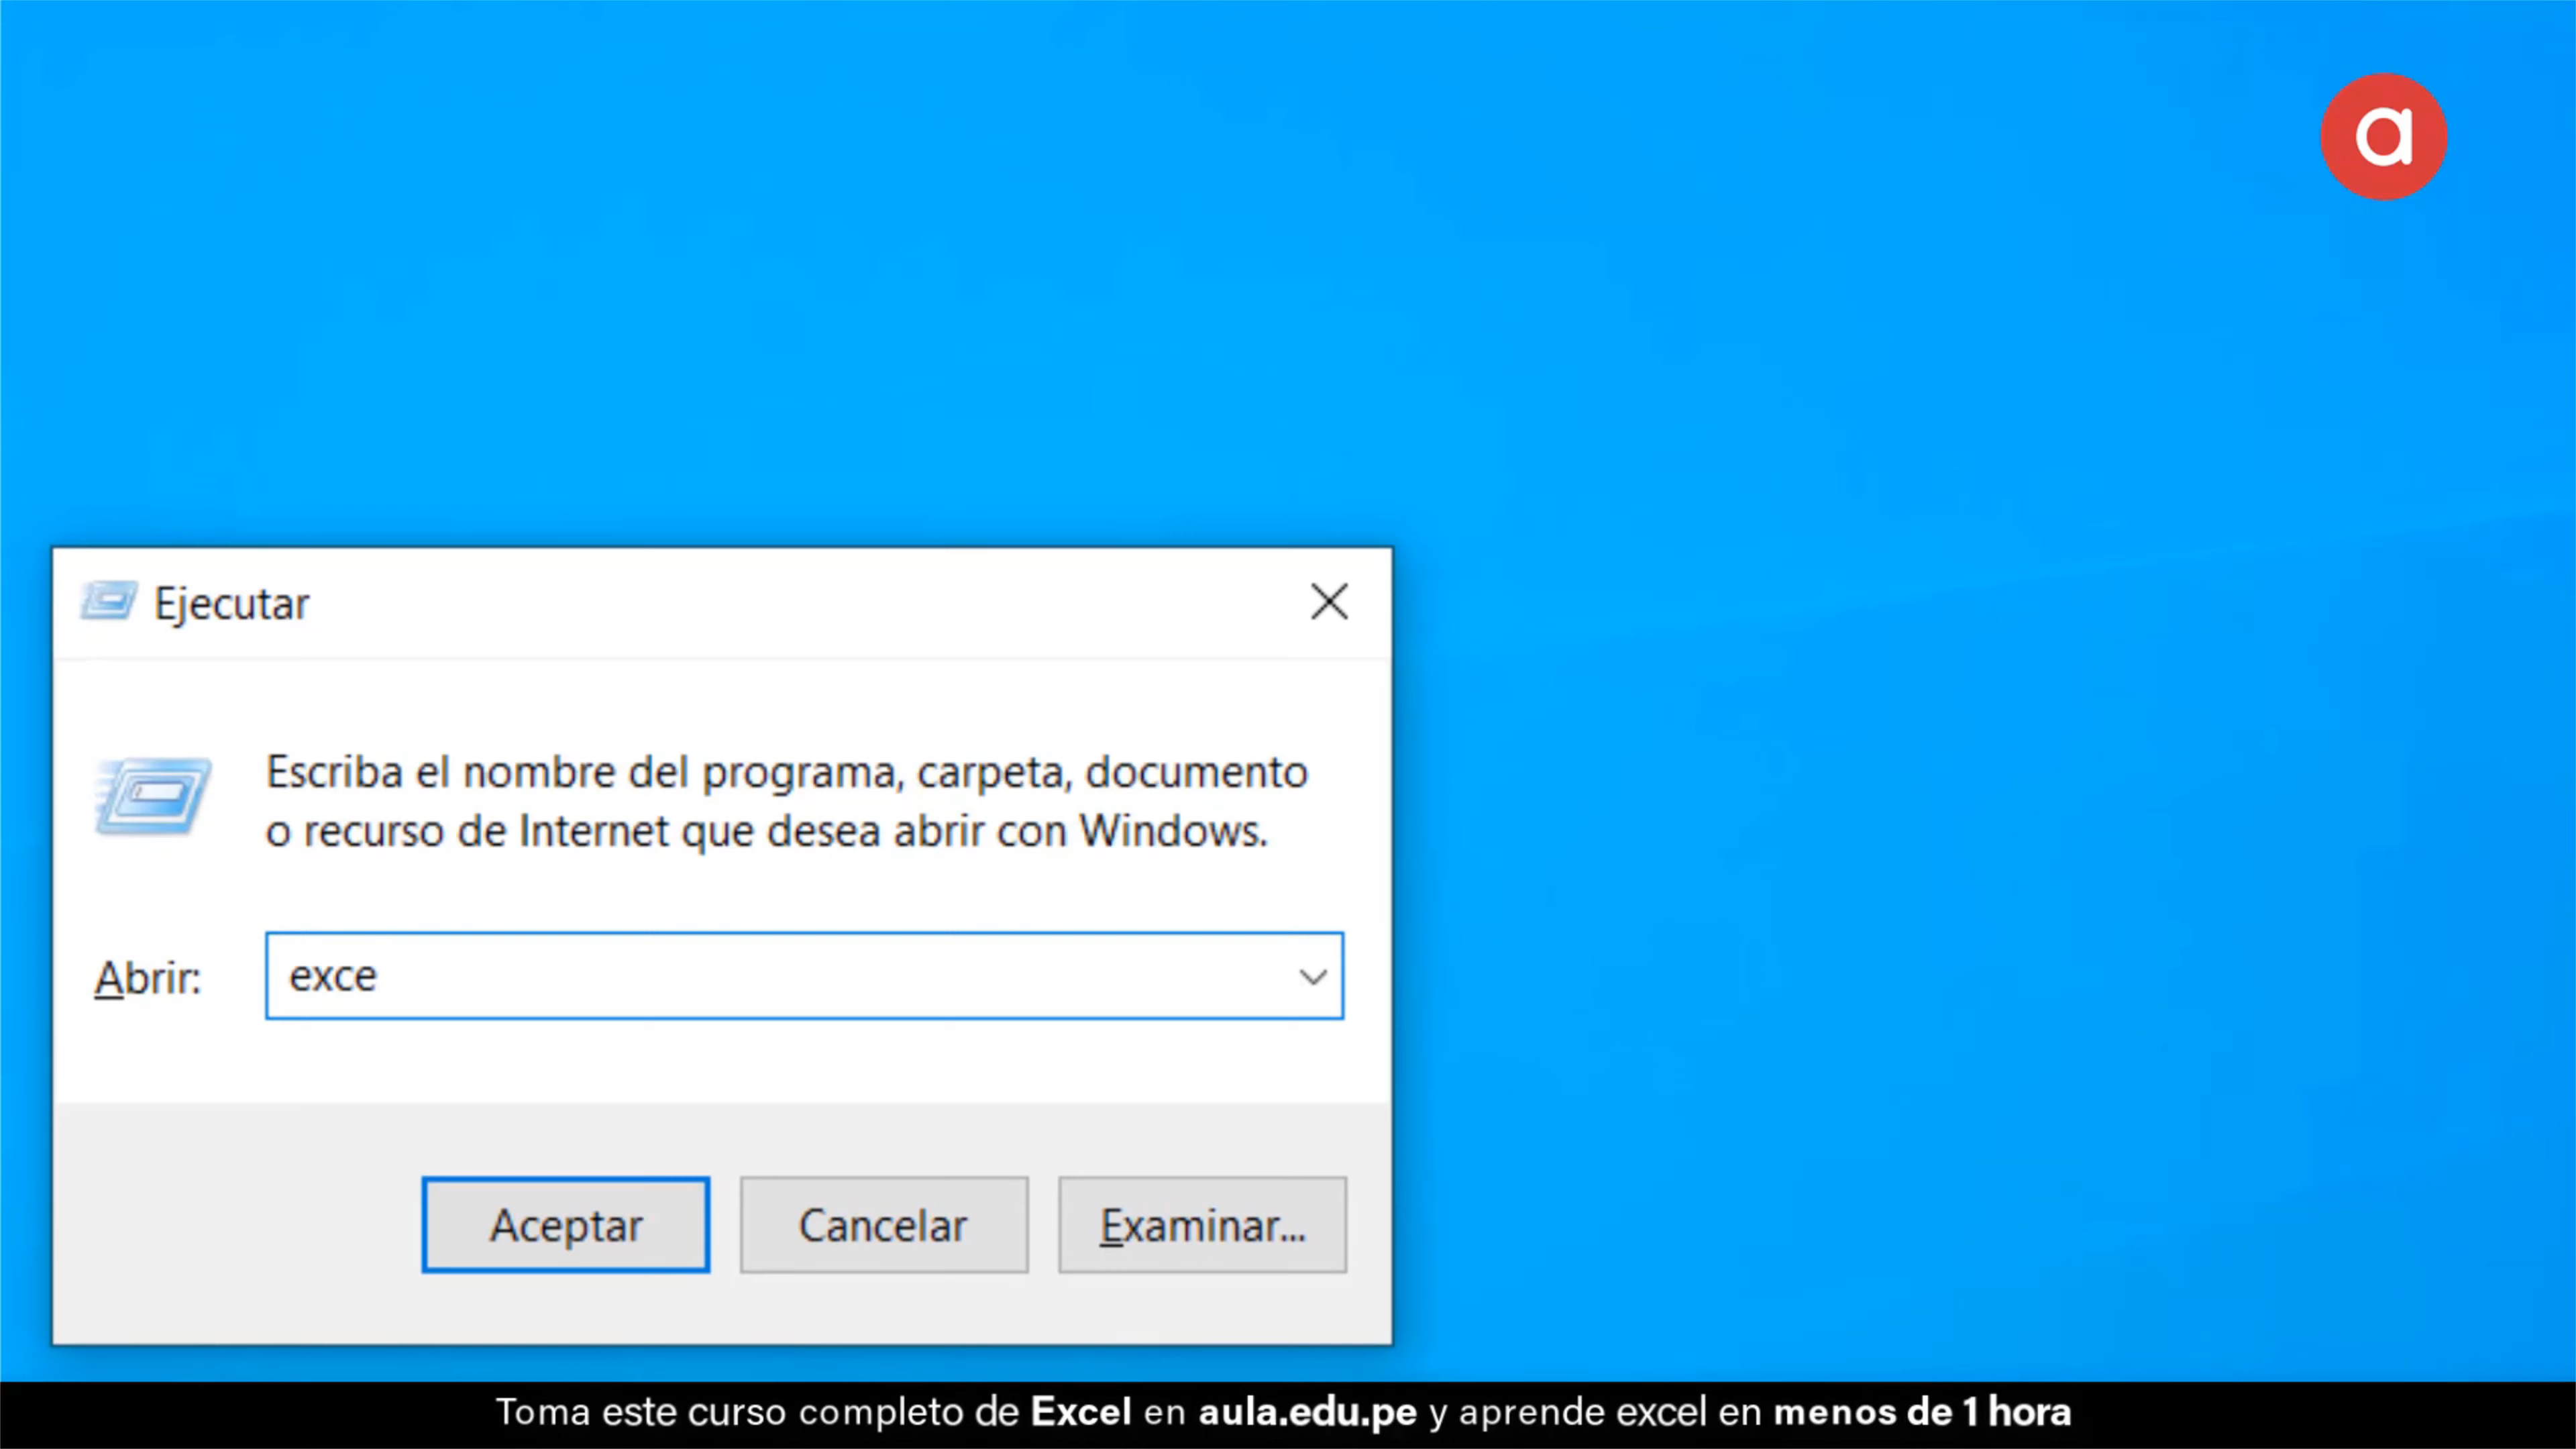 a
Ejecutar
Escriba el nombre del programa, carpeta, documento
o recurso de Internet que desea abrir con Windows.
Abrir: exce
Aceptar Cancelar Examinar...
Toma este curso completo de Excel en aula.edu.pe y aprende excel en menos de 1 hora